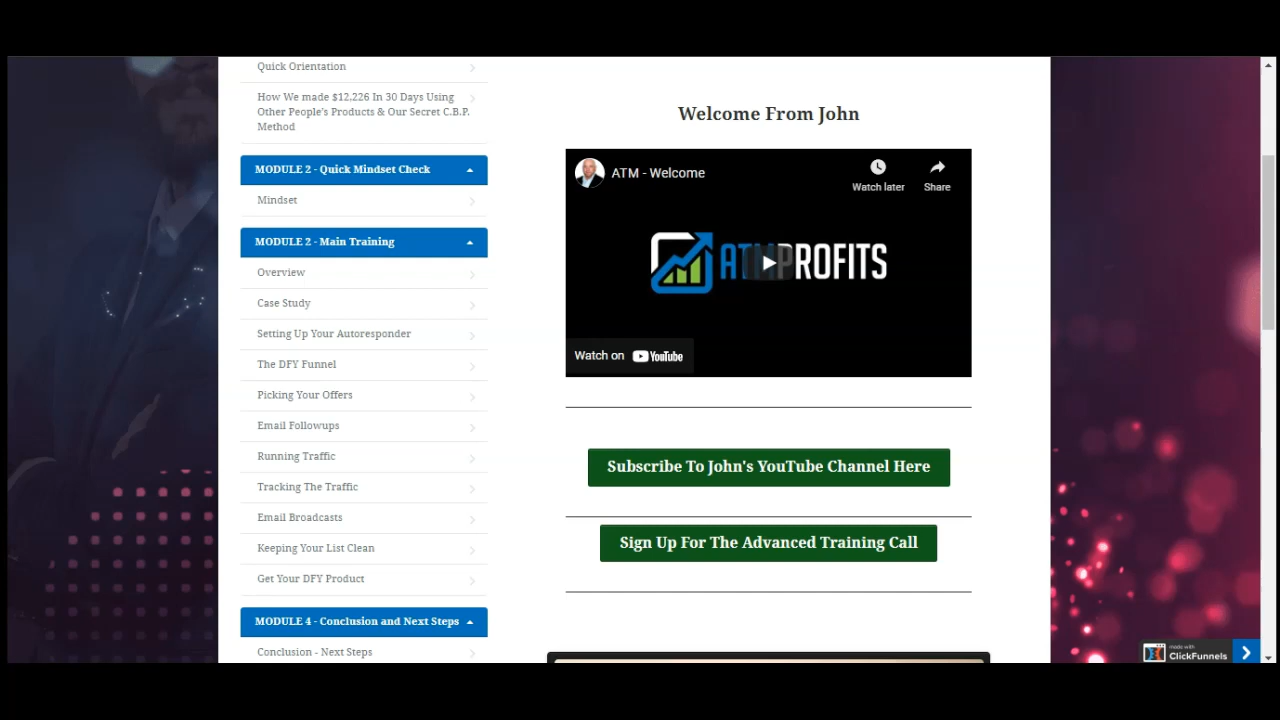 Quick Orientation
How We made $12,226 In 30 Days Using
Other People's Products & Our Secret C.B.P.
Method
MODULE 2 - Quick Mindset Check
Mindset
MODULE 2 - Main Training
Overview
Case Study
Setting Up Your Autoresponder
The DFY Funnel
Picking Your Offers
Email Followups
Running Traffic
Tracking The Traffic
Email Broadcasts
Keeping Your List Clean
Get Your DFY Product
MODULE 4 - Conclusion and Next Steps
Conclusion - Next Steps
Welcome From John
ATM - Welcome
Watch later
Share
ATMPROFITS
Watch on YouTube
Subscribe To John's YouTube Channel Here
Sign Up For The Advanced Training Call
made with
ClickFunnels